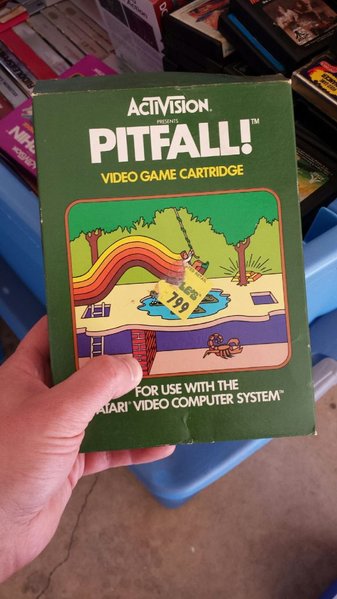 ACTIVISION®
PRESENTS
PITFALL!™
VIDEO GAME CARTRIDGE
799
FOR USE WITH THE
ATARI® VIDEO COMPUTER SYSTEM™